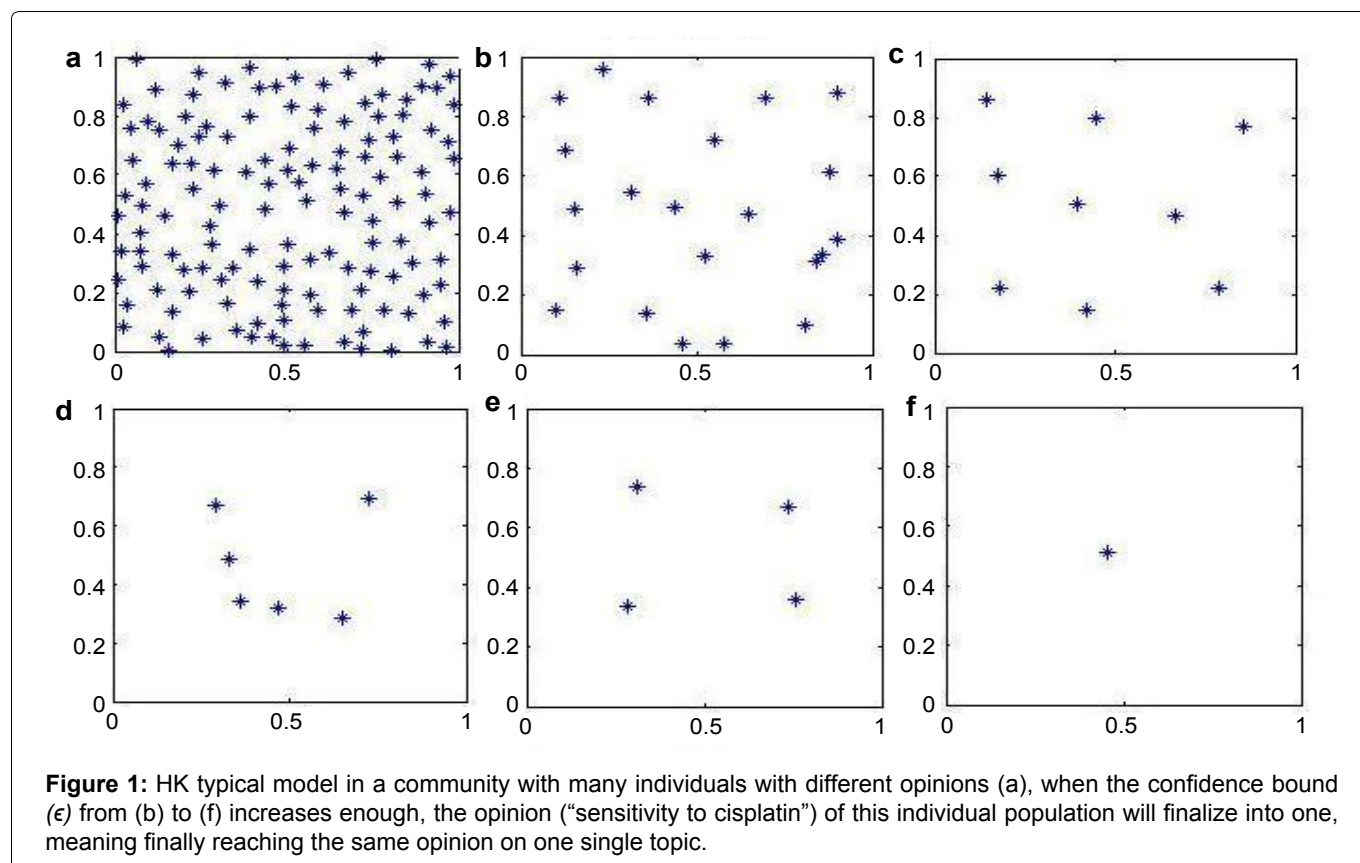 a
b
c
1
0.8
0.6
0.4
0.2
0
0 0.5 1
1
0.8
0.6
0.4
0.2
0
0 0.5 1
1
0.8
0.6
0.4
0.2
0
0 0.5 1
d
e
f
1
0.8
0.6
0.4
0.2
0
0 0.5 1
1
0.8
0.6
0.4
0.2
0
0 0.5 1
1
0.8
0.6
0.4
0.2
0
0 0.5 1
Figure 1: HK typical model in a community with many individuals with different opinions (a), when the confidence bound
(ϵ) from (b) to (f) increases enough, the opinion (“sensitivity to cisplatin”) of this individual population will finalize into one,
meaning finally reaching the same opinion on one single topic.